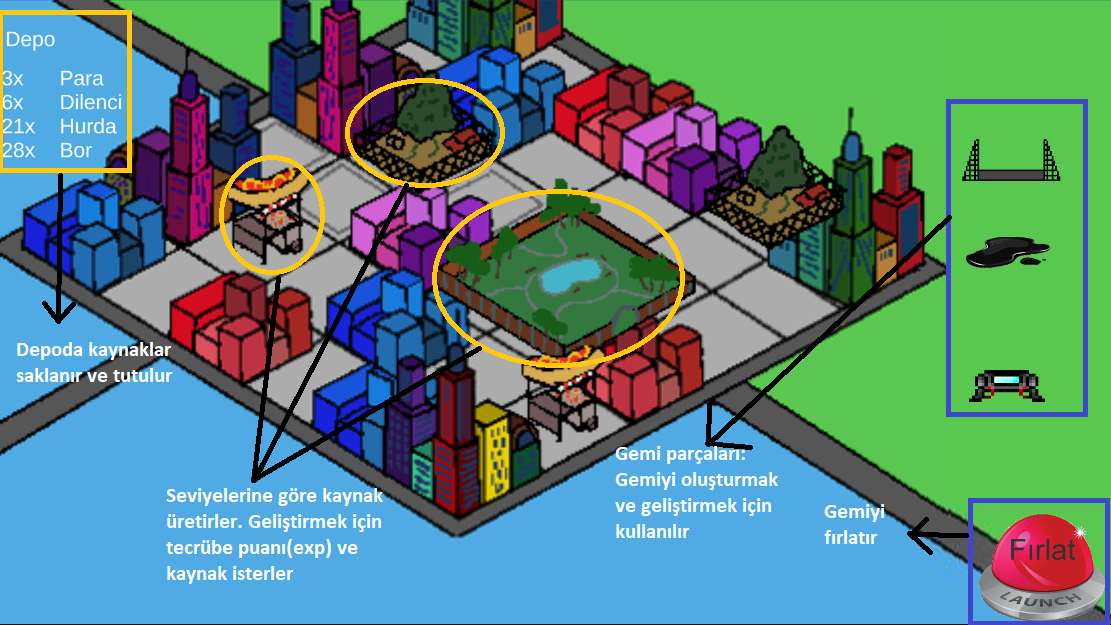 Depo
3x Para
6x Dilenci
21x Hurda
28x Bor
Depoda kaynaklar
saklanır ve tutulur
Seviyelerine göre kaynak
üretirler. Geliştirmek için
tecrübe puanı(exp) ve
kaynak isterler
Gemi parçaları:
Gemiyi oluşturmak
ve geliştirmek için
kullanılır
Gemiyi
fırlatır
Fırlat
LAUNCH